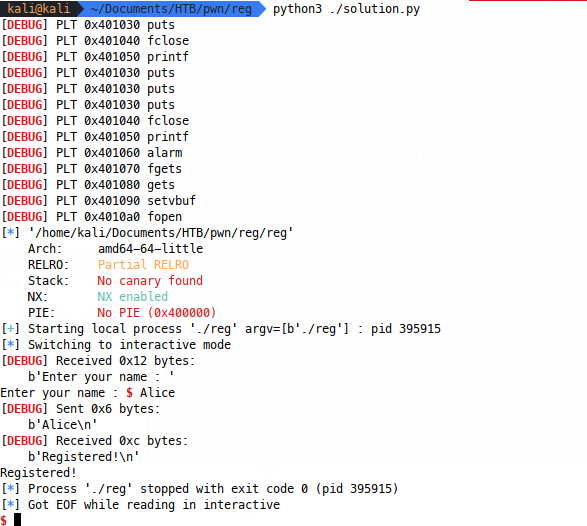 kali@kali ~/Documents/HTB/pwn/reg python3 ./solution.py
[DEBUG] PLT 0x401030 puts
[DEBUG] PLT 0x401040 fclose
[DEBUG] PLT 0x401050 printf
[DEBUG] PLT 0x401030 puts
[DEBUG] PLT 0x401030 puts
[DEBUG] PLT 0x401030 puts
[DEBUG] PLT 0x401040 fclose
[DEBUG] PLT 0x401050 printf
[DEBUG] PLT 0x401060 alarm
[DEBUG] PLT 0x401070 fgets
[DEBUG] PLT 0x401080 gets
[DEBUG] PLT 0x401090 setvbuf
[DEBUG] PLT 0x4010a0 fopen
[*] '/home/kali/Documents/HTB/pwn/reg/reg'
    Arch:     amd64-64-little
    RELRO:    Partial RELRO
    Stack:    No canary found
    NX:       NX enabled
    PIE:      No PIE (0x400000)
[+] Starting local process './reg' argv=[b'./reg'] : pid 395915
[*] Switching to interactive mode
[DEBUG] Received 0x12 bytes:
    b'Enter your name : '
Enter your name : $ Alice
[DEBUG] Sent 0x6 bytes:
    b'Alice\n'
[DEBUG] Received 0xc bytes:
    b'Registered!\n'
Registered!
[*] Process './reg' stopped with exit code 0 (pid 395915)
[*] Got EOF while reading in interactive
$